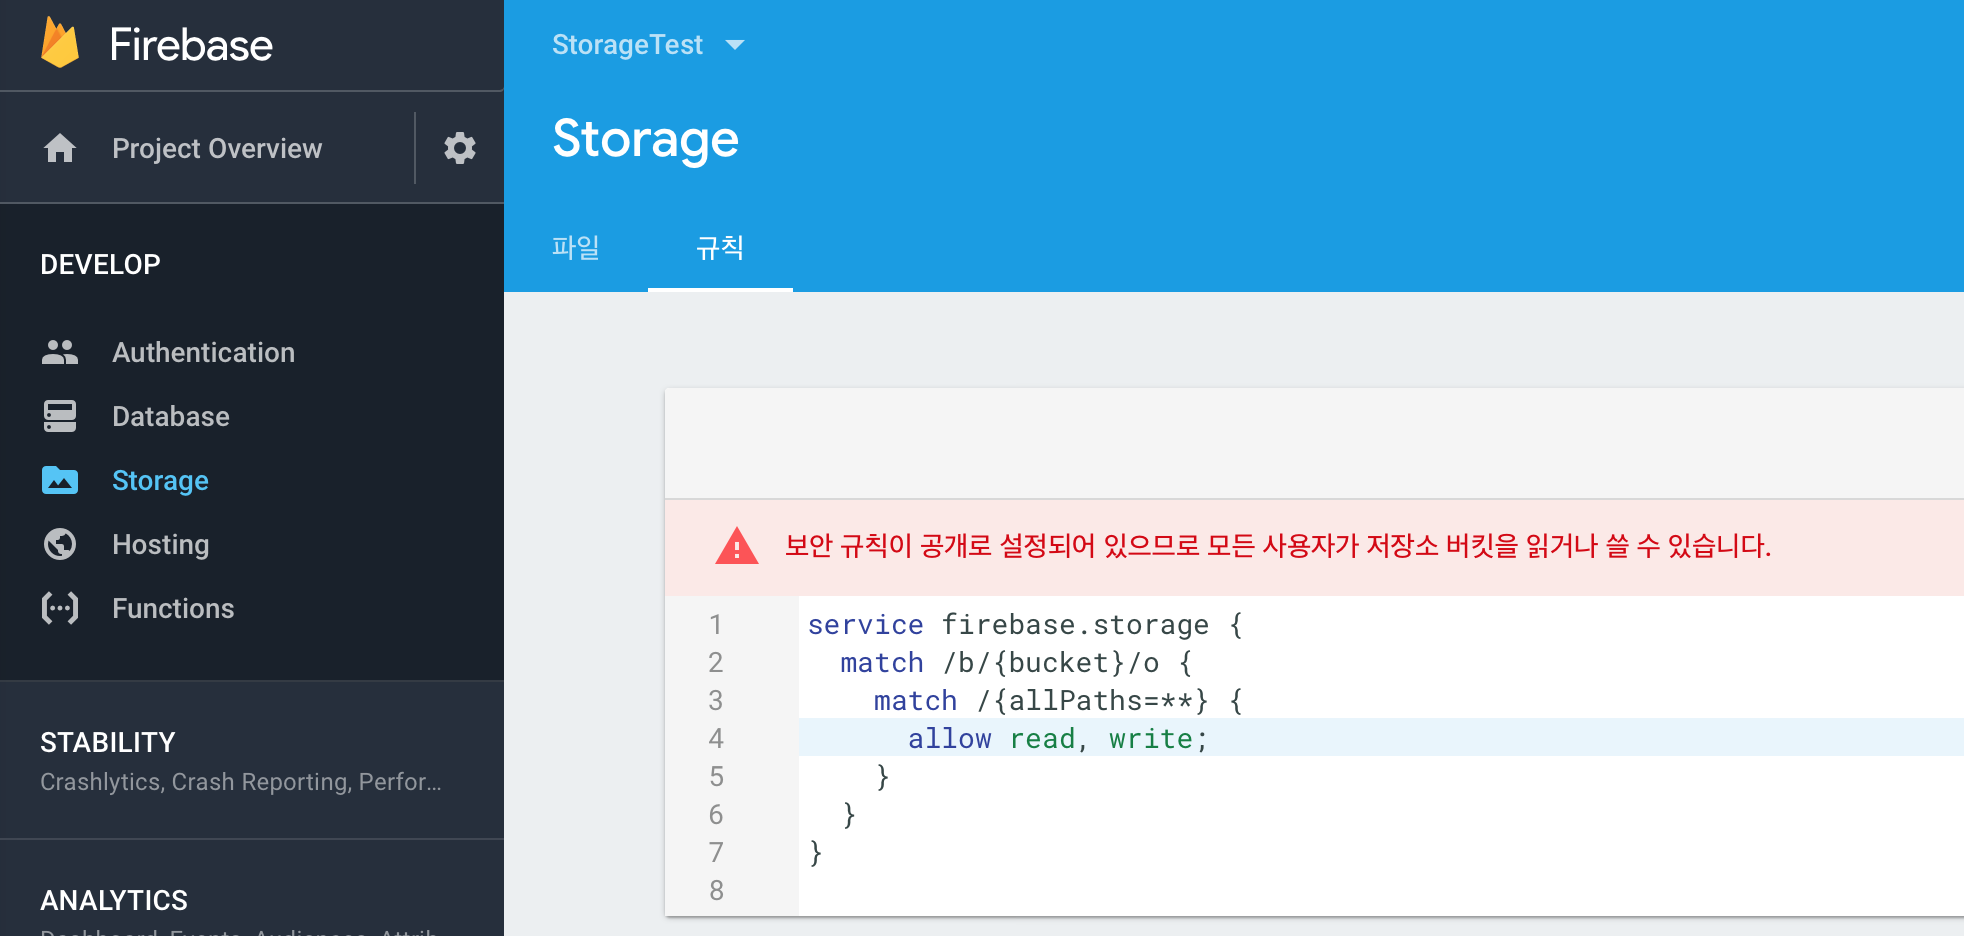 Firebase
Project Overview
DEVELOP
Authentication
Database
Storage
Hosting
Functions
STABILITY
Crashlytics, Crash Reporting, Perfor...
ANALYTICS
Dashboard, Events, Audiences, Attrib
StorageTest
Storage
파일 규칙
보안 규칙이 공개로 설정되어 있으므로 모든 사용자가 저장소 버킷을 읽거나 쓸 수 있습니다.
1 service firebase.storage {
2 match /b/{bucket}/o {
3 match /{allPaths=**} {
4 allow read, write;
5 }
6 }
7 }
8